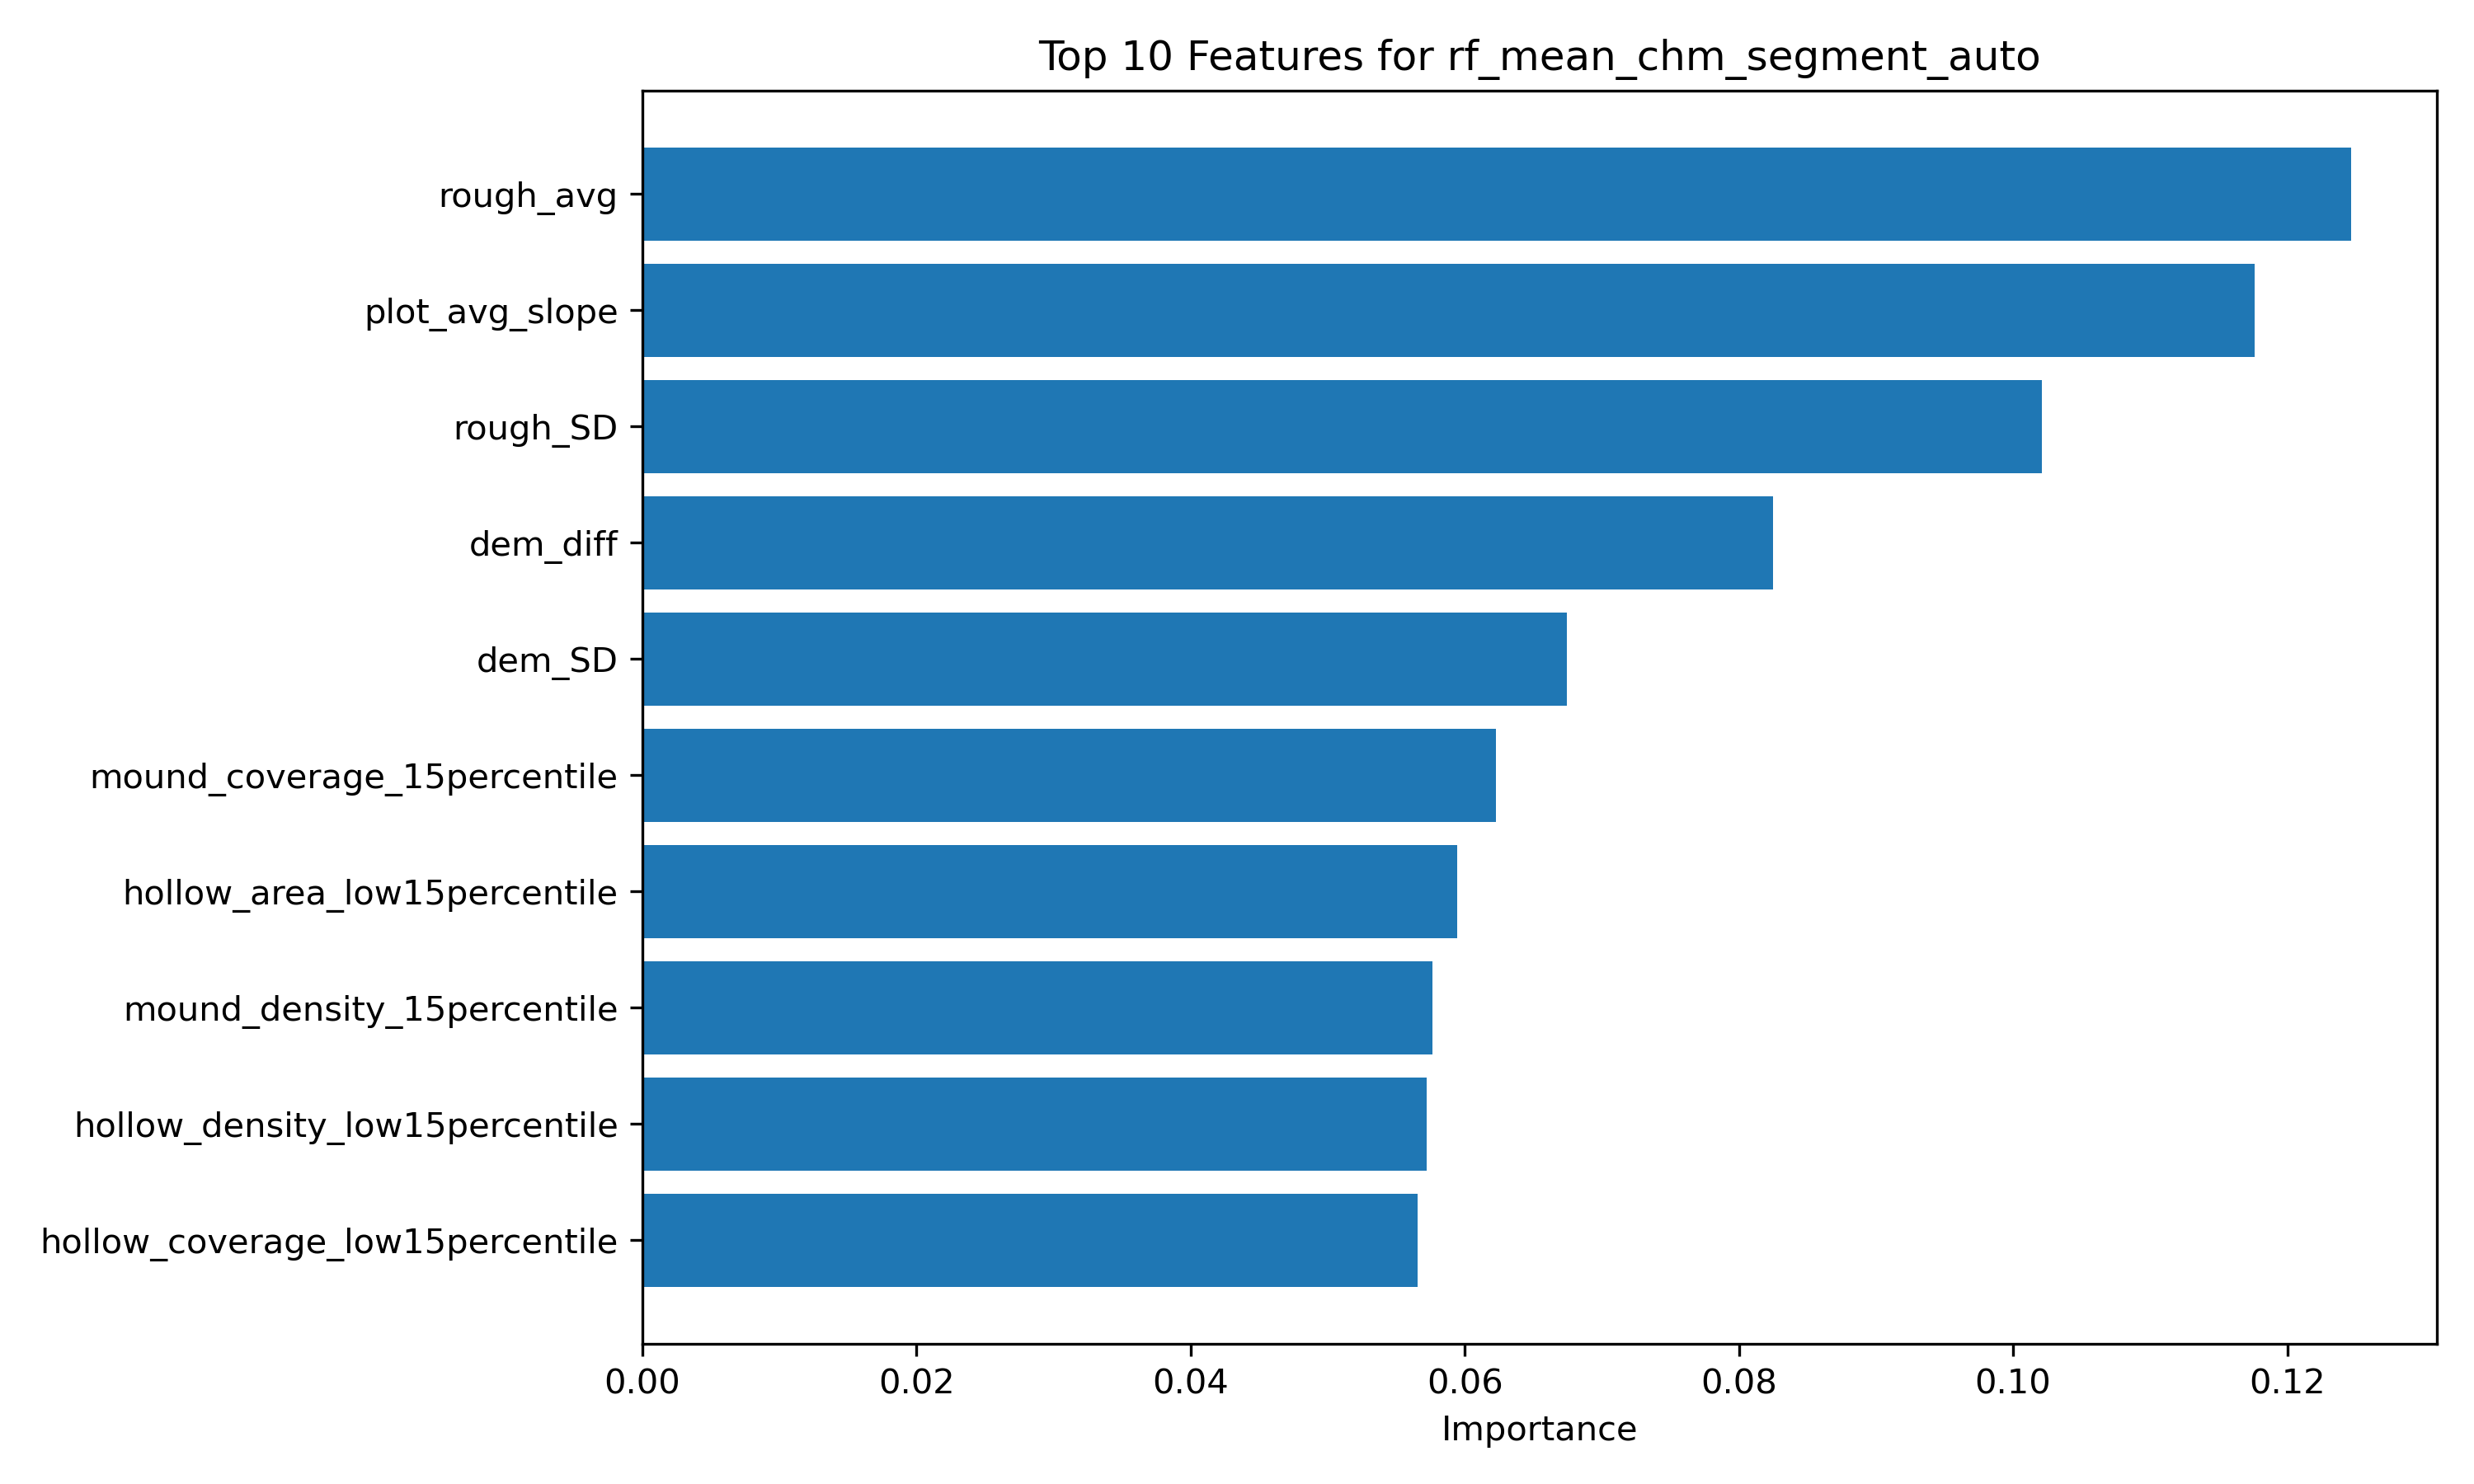 Top 10 Features for rf_mean_chm_segment_auto
rough_avg
plot_avg_slope
rough_SD
dem_diff
dem_SD
mound_coverage_15percentile
hollow_area_low15percentile
mound_density_15percentile
hollow_density_low15percentile
hollow_coverage_low15percentile
0.00 0.02 0.04 0.06 0.08 0.10 0.12
Importance